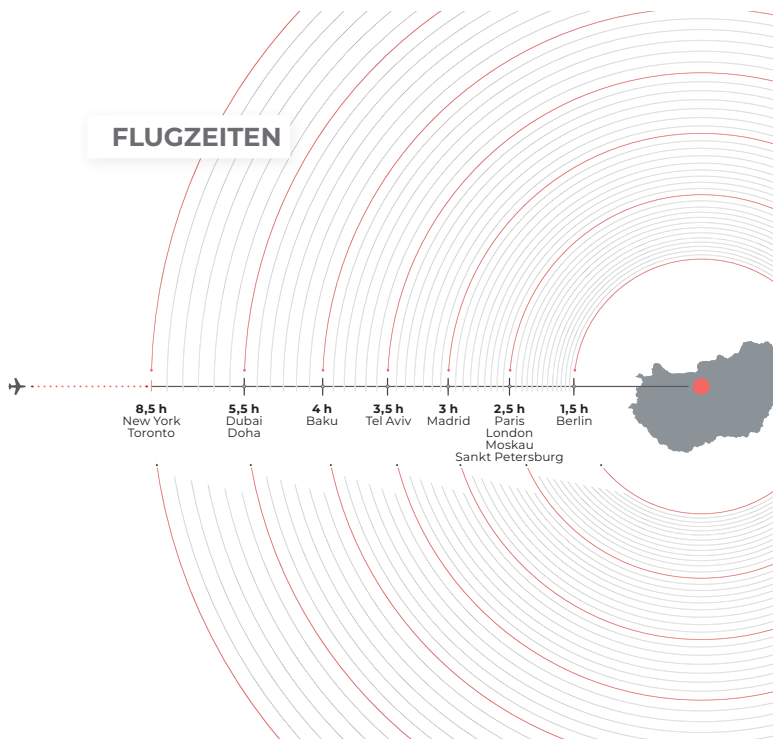 FLUGZEITEN
8,5 h
New York
Toronto
5,5 h
Dubai
Doha
4 h
Baku
3,5 h
Tel Aviv
3 h
Madrid
2,5 h
Paris
London
Moskau
Sankt Petersburg
1,5 h
Berlin